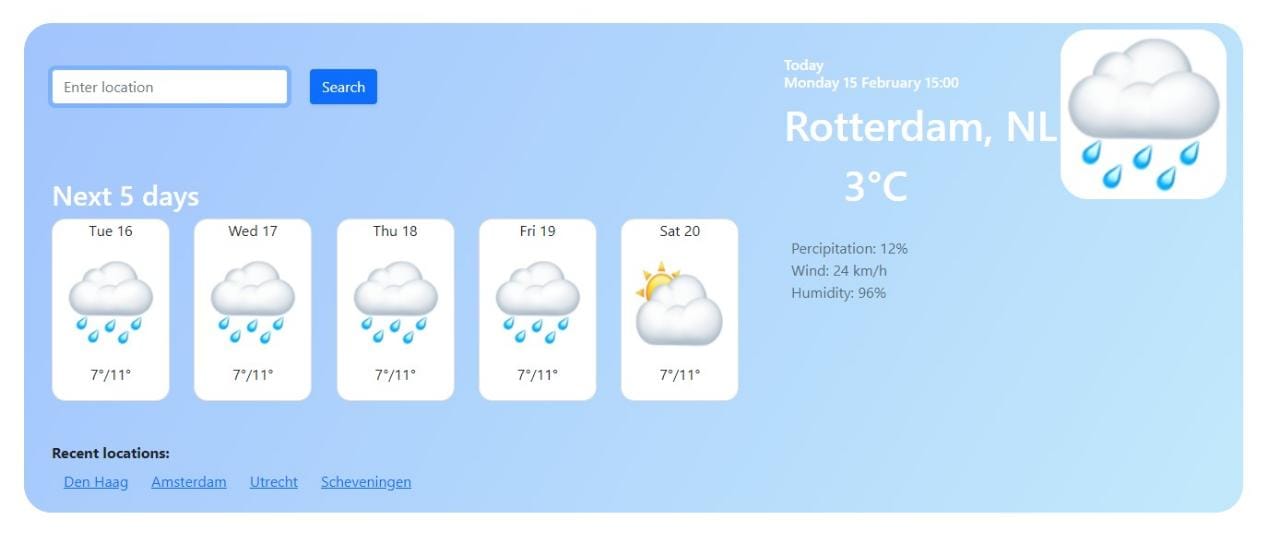 Enter location
Search
Today
Monday 15 February 15:00
Rotterdam, NL
3°C
Percipitation: 12%
Wind: 24 km/h
Humidity: 96%
Next 5 days
Tue 16
7°/11°
Wed 17
7°/11°
Thu 18
7°/11°
Fri 19
7°/11°
Sat 20
7°/11°
Recent locations:
Den Haag Amsterdam Utrecht Scheveningen